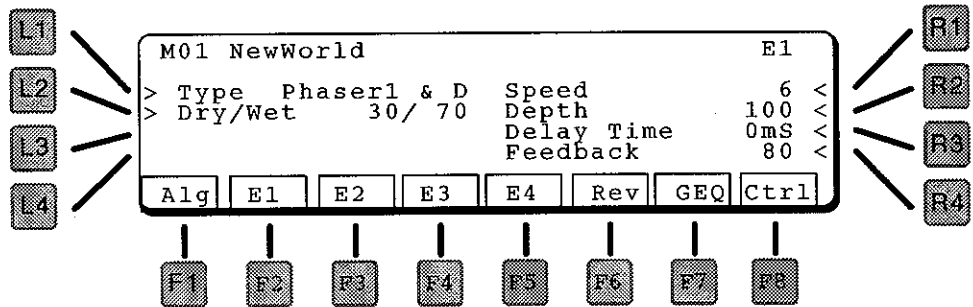 L1
R1
M01 NewWorld E1
L2
R2
> Type Phaser1 & D Speed 6 <
> Dry/Wet 30/ 70 Depth 100 <
L3
R3
Delay Time 0mS <
Feedback 80 <
L4
R4
Alg E1 E2 E3 E4 Rev GEQ Ctrl
F1 F2 F3 F4 F5 F6 F7 F8